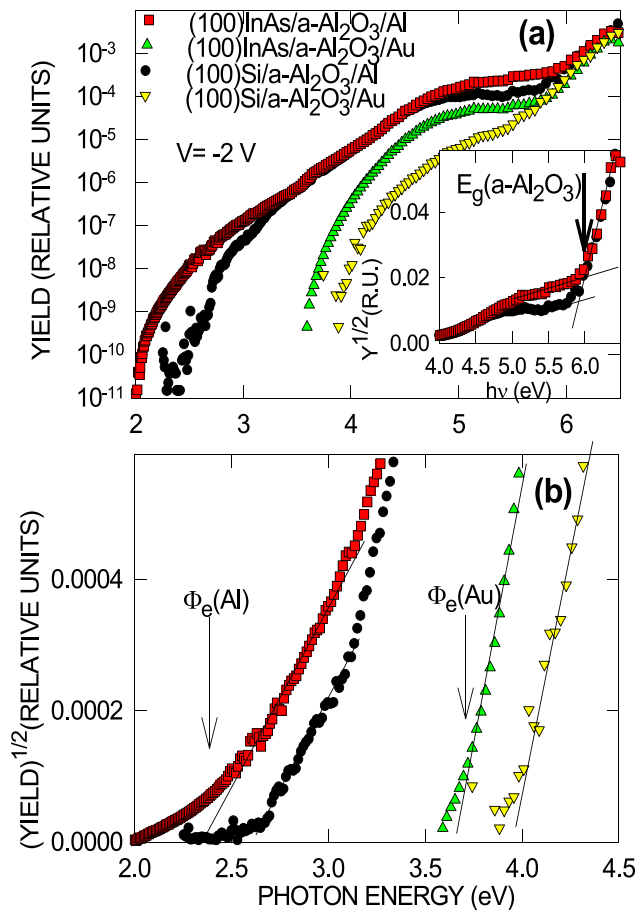 (100)InAs/a-Al2O3/Al
(100)InAs/a-Al2O3/Au
(100)Si/a-Al2O3/Al
(100)Si/a-Al2O3/Au
(a)
V= -2 V
YIELD (RELATIVE UNITS)
10-3
10-4
10-5
10-6
10-7
10-8
10-9
10-10
10-11
2 3 4 5 6
Eg(a-Al2O3)
Y1/2(R.U.)
0.04
0.02
0.00
4.0 4.5 5.0 5.5 6.0
hν (eV)
(b)
Φe(Al)
Φe(Au)
(YIELD)1/2(RELATIVE UNITS)
0.0004
0.0002
0.0000
2.0 2.5 3.0 3.5 4.0 4.5
PHOTON ENERGY (eV)